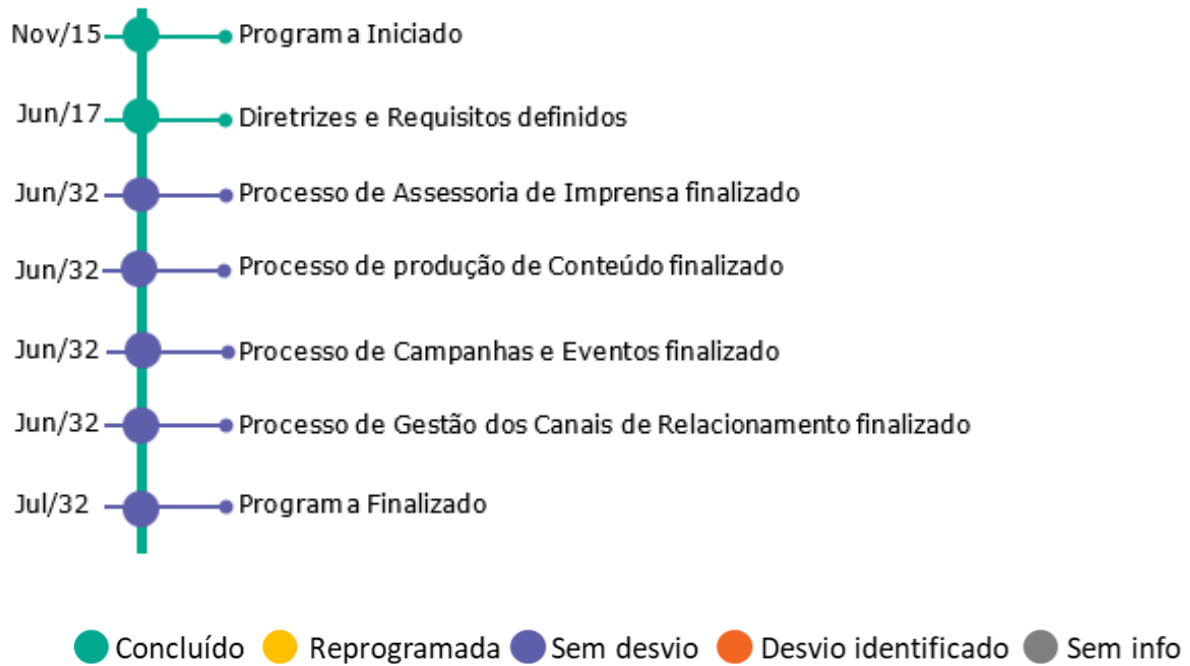 Nov/15 Programa Iniciado
Jun/17 Diretrizes e Requisitos definidos
Jun/32 Processo de Assessoria de Imprensa finalizado
Jun/32 Processo de produção de Conteúdo finalizado
Jun/32 Processo de Campanhas e Eventos finalizado
Jun/32 Processo de Gestão dos Canais de Relacionamento finalizado
Jul/32 Programa Finalizado
Concluído Reprogramada Sem desvio Desvio identificado Sem info